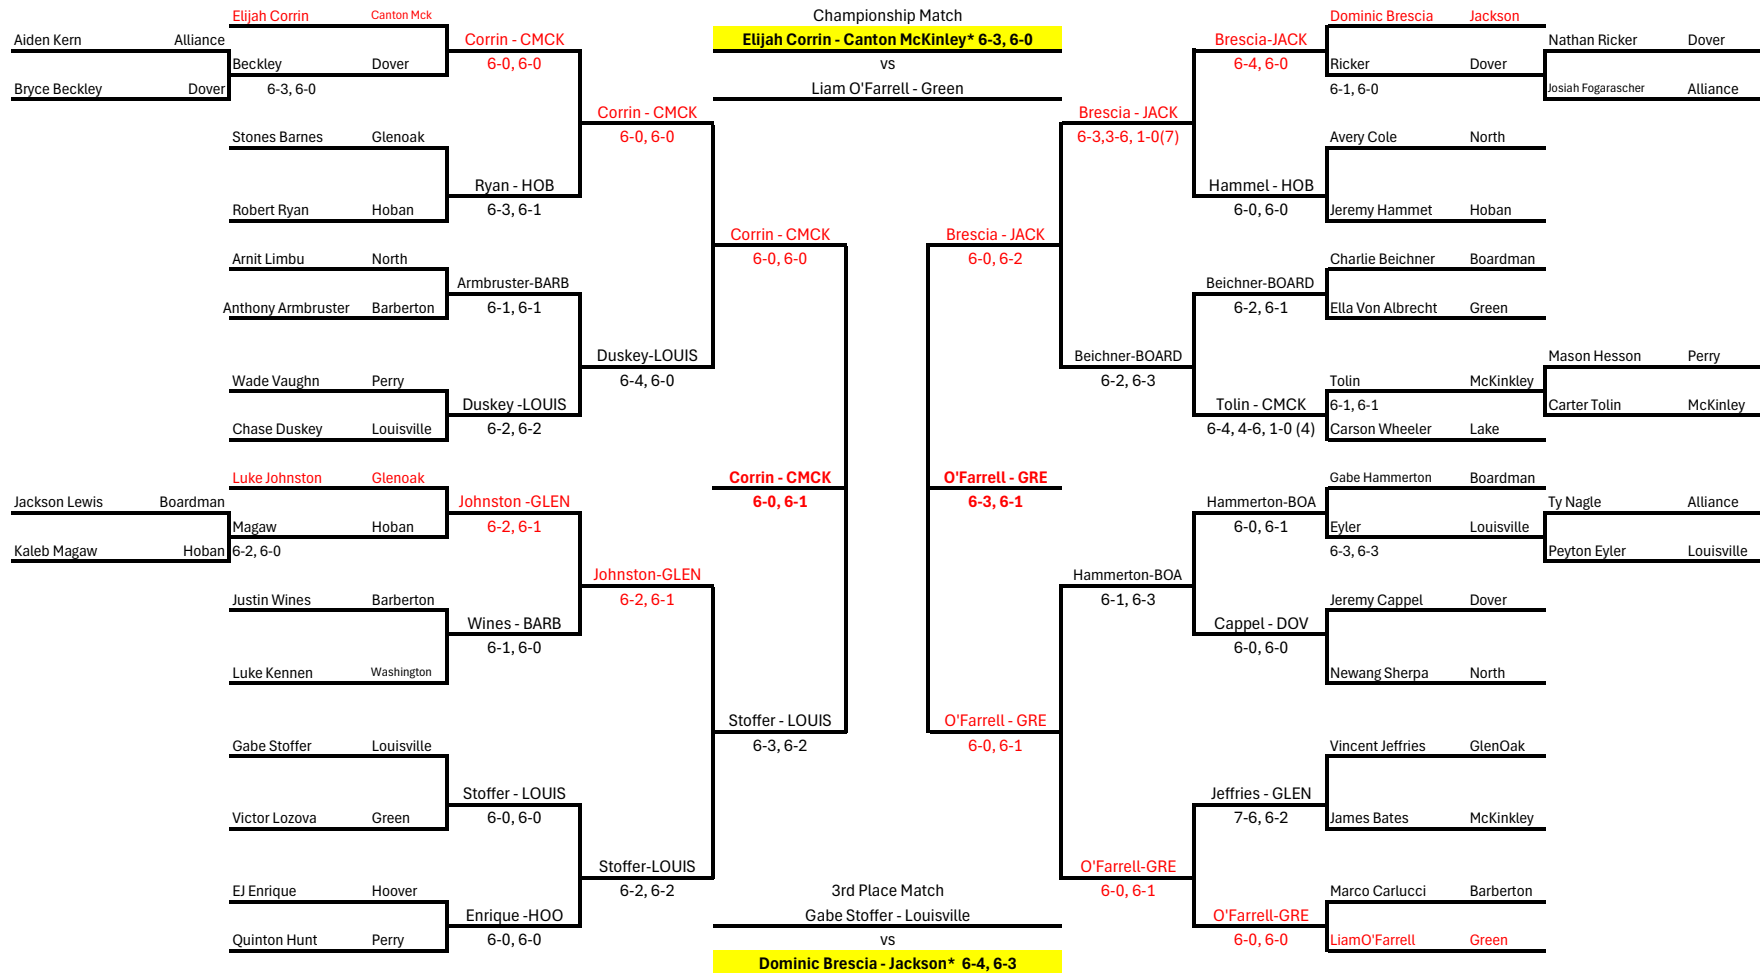 Elijah Corrin Canton Mck
Championship Match
Dominic Brescia Jackson
Aiden Kern Alliance
Corrin - CMCK
Elijah Corrin - Canton McKinley* 6-3, 6-0
Brescia-JACK
Nathan Ricker Dover
Beckley Dover
6-0, 6-0
vs
6-4, 6-0
Ricker Dover
Bryce Beckley Dover
6-3, 6-0
Liam O'Farrell - Green
6-1, 6-0
Josiah Fogarascher Alliance
Corrin - CMCK
Brescia - JACK
Stones Barnes Glenoak
6-0, 6-0
6-3,3-6, 1-0(7)
Avery Cole North
Ryan - HOB
Hammel - HOB
Robert Ryan Hoban
6-3, 6-1
6-0, 6-0
Jeremy Hammet Hoban
Corrin - CMCK
Brescia - JACK
Arnit Limbu North
6-0, 6-0
6-0, 6-2
Charlie Beichner Boardman
Armbruster-BARB
Beichner-BOARD
Anthony Armbruster Barberton
6-1, 6-1
6-2, 6-1
Ella Von Albrecht Green
Duskey-LOUIS
Beichner-BOARD
Mason Hesson Perry
Wade Vaughn Perry
6-4, 6-0
6-2, 6-3
Tolin McKinkley
Duskey -LOUIS
Tolin - CMCK
6-1, 6-1
Carter Tolin McKinley
Chase Duskey Louisville
6-2, 6-2
6-4, 4-6, 1-0 (4)
Carson Wheeler Lake
Luke Johnston Glenoak
Corrin - CMCK
O'Farrell - GRE
Gabe Hammerton Boardman
Jackson Lewis Boardman
Johnston -GLEN
6-0, 6-1
6-3, 6-1
Hammerton-BOA
Ty Nagle Alliance
Magaw Hoban
6-2, 6-1
6-0, 6-1
Eyler Louisville
Kaleb Magaw Hoban
6-2, 6-0
6-3, 6-3
Peyton Eyler Louisville
Johnston-GLEN
Hammerton-BOA
Justin Wines Barberton
6-2, 6-1
6-1, 6-3
Jeremy Cappel Dover
Wines - BARB
Cappel - DOV
6-1, 6-0
6-0, 6-0
Luke Kennen Washington
Newang Sherpa North
Stoffer - LOUIS
O'Farrell - GRE
Gabe Stoffer Louisville
6-3, 6-2
6-0, 6-1
Vincent Jeffries GlenOak
Stoffer - LOUIS
Jeffries - GLEN
Victor Lozova Green
6-0, 6-0
7-6, 6-2
James Bates McKinkley
Stoffer-LOUIS
O'Farrell-GRE
EJ Enrique Hoover
6-2, 6-2
3rd Place Match
6-0, 6-1
Marco Carlucci Barberton
Enrique -HOO
Gabe Stoffer - Louisville
O'Farrell-GRE
Quinton Hunt Perry
6-0, 6-0
vs
6-0, 6-0
LiamO'Farrell Green
Dominic Brescia - Jackson* 6-4, 6-3